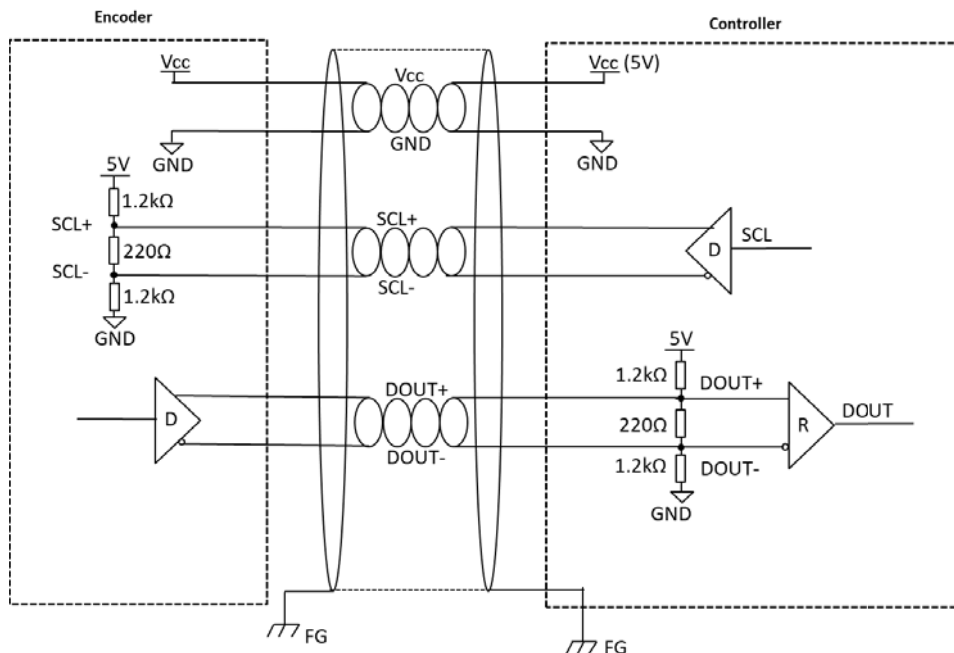 Encoder
Controller
Vcc
Vcc
Vcc (5V)
GND
GND
GND
5V
1.2kΩ
SCL+
SCL+
SCL
D
220Ω
SCL-
SCL-
1.2kΩ
GND
5V
1.2kΩ
DOUT+
DOUT+
D
220Ω
R
DOUT
DOUT-
1.2kΩ
DOUT-
GND
FG
FG